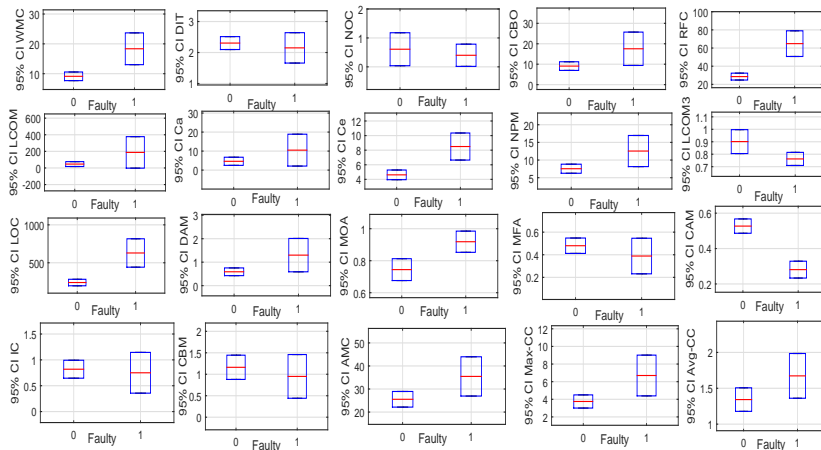 95% CI WMC
30
20
10
0
Faulty
1
95% CI DIT
3
2
1
0
Faulty
1
95% CI NOC
2
1
0
0
Faulty
1
95% CI CBO
30
20
10
0
0
Faulty
1
95% CI RFC
100
80
60
40
20
0
Faulty
1
95% CI LCOM
600
400
200
0
-200
0
Faulty
1
95% CI Ca
20
10
0
0
Faulty
1
95% CI Ce
12
10
8
6
4
0
Faulty
1
95% CI NPM
20
15
10
5
0
Faulty
1
95% CI LCOM3
1.1
1
0.9
0.8
0.7
0
Faulty
1
95% CI LOC
1000
500
0
Faulty
1
95% CI DAM
3
2
1
0
0
Faulty
1
95% CI MOA
1
0.8
0.6
0
Faulty
1
95% CI MFA
0.6
0.4
0.2
0
Faulty
1
95% CI CAM
0.6
0.4
0.2
0
Faulty
1
95% CI IC
1.5
1
0.5
0
0
Faulty
1
95% CI CBM
2
1.5
1
0.5
0
0
Faulty
1
95% CI AMC
50
40
30
20
0
Faulty
1
95% CI Max-CC
12
10
8
6
4
2
0
Faulty
1
95% CI Avg-CC
2
1.5
1
0
Faulty
1